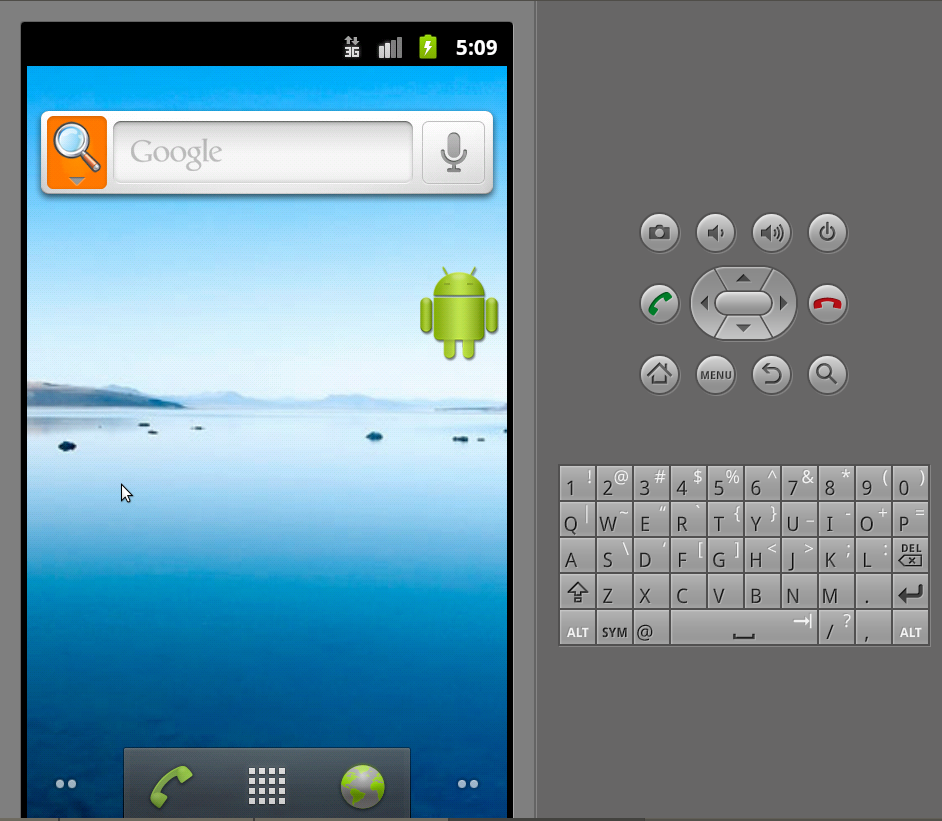 3G 5:09
Google
MENU
1 ! 2 @ 3 # 4 $ 5 % 6 ^ 7 & 8 * 9 ( 0 )
Q | W ~ E “ R ` T { Y } U _ I - O + P =
A S \ D ‘ F [ G ] H < J > K ; L : DEL
Z X C V B N M .
ALT SYM @ / ? , ALT